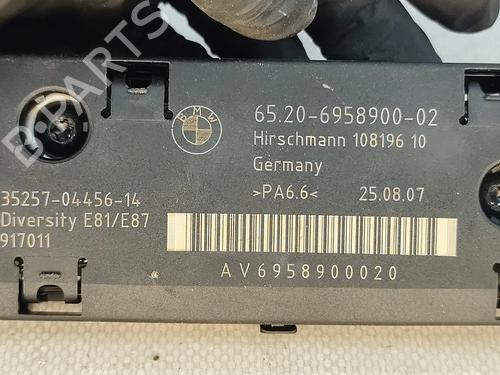 BMW
65.20-6958900-02
Hirschmann 108196 10
Germany
>PA6.6< 25.08.07
35257-04456-14
Diversity E81/E87
917011
AV6958900020
D-PARTS